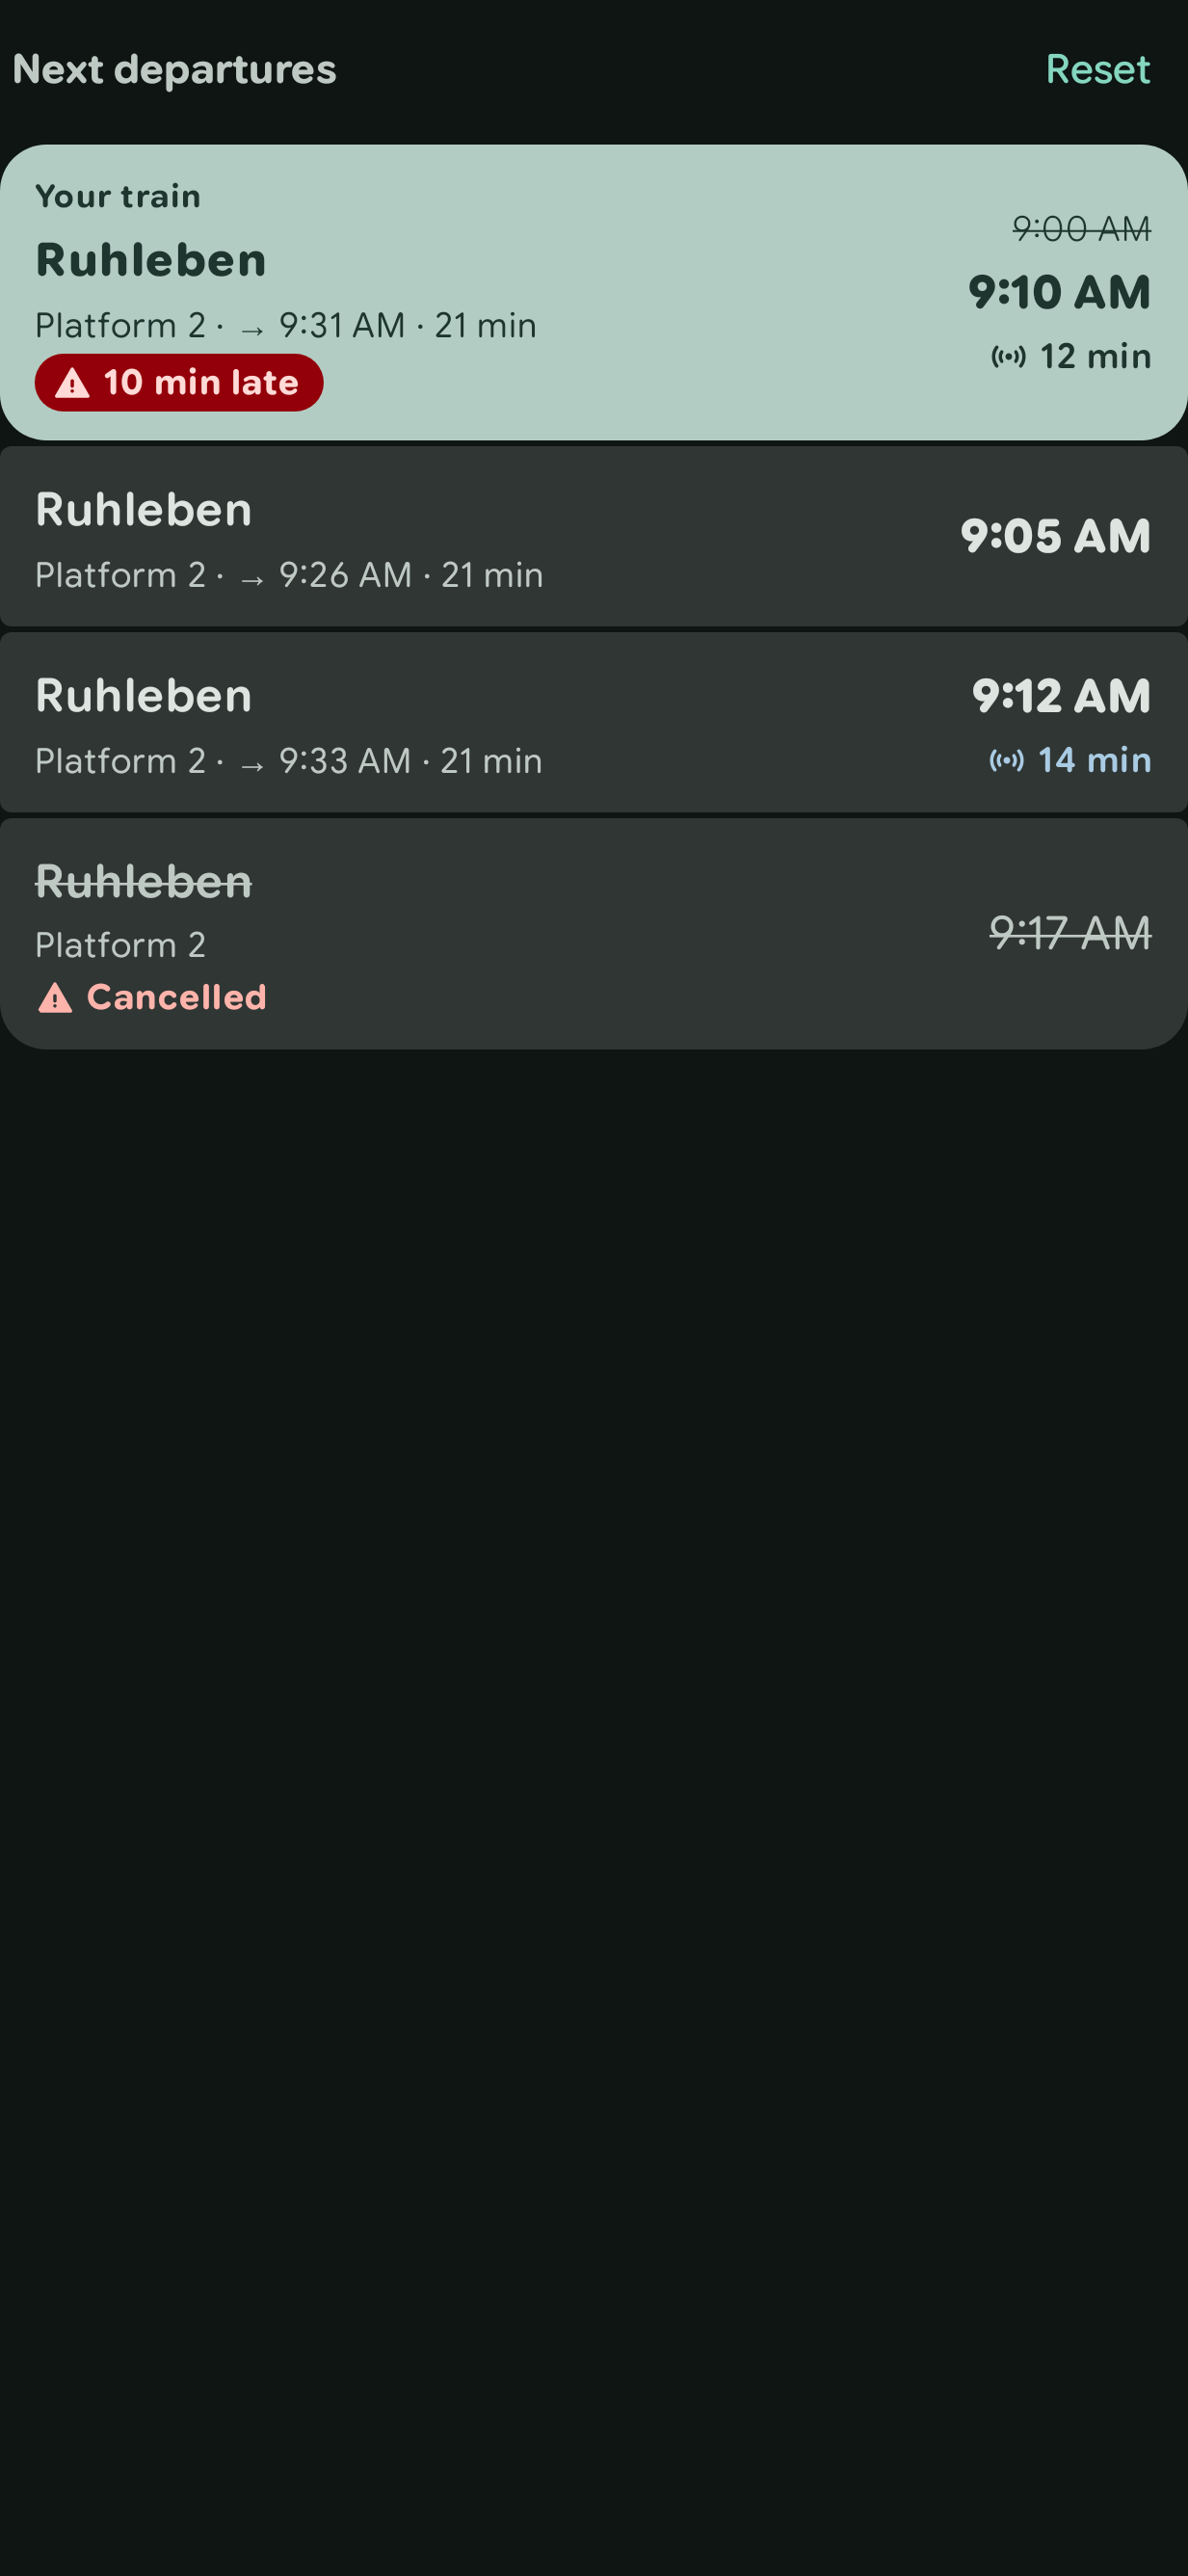 Next departures
Reset
Your train
Ruhleben
Platform 2 · → 9:31 AM · 21 min
10 min late
9:00 AM
9:10 AM
12 min
Ruhleben
Platform 2 · → 9:26 AM · 21 min
9:05 AM
Ruhleben
Platform 2 · → 9:33 AM · 21 min
9:12 AM
14 min
Ruhleben
Platform 2
Cancelled
9:17 AM